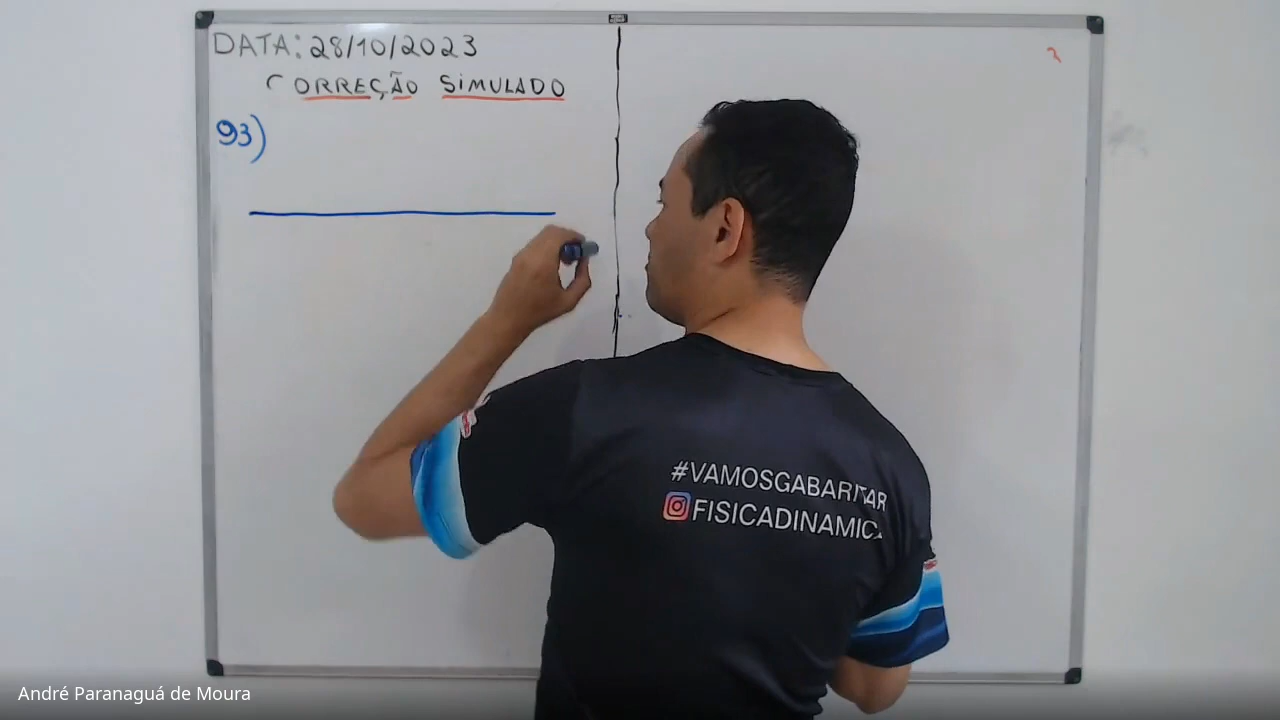 DATA: 28/10/2023
CORREÇÃO SIMULADO
93)
#VAMOSGABARITAR
FISICADINAMICA
André Paranaguá de Moura